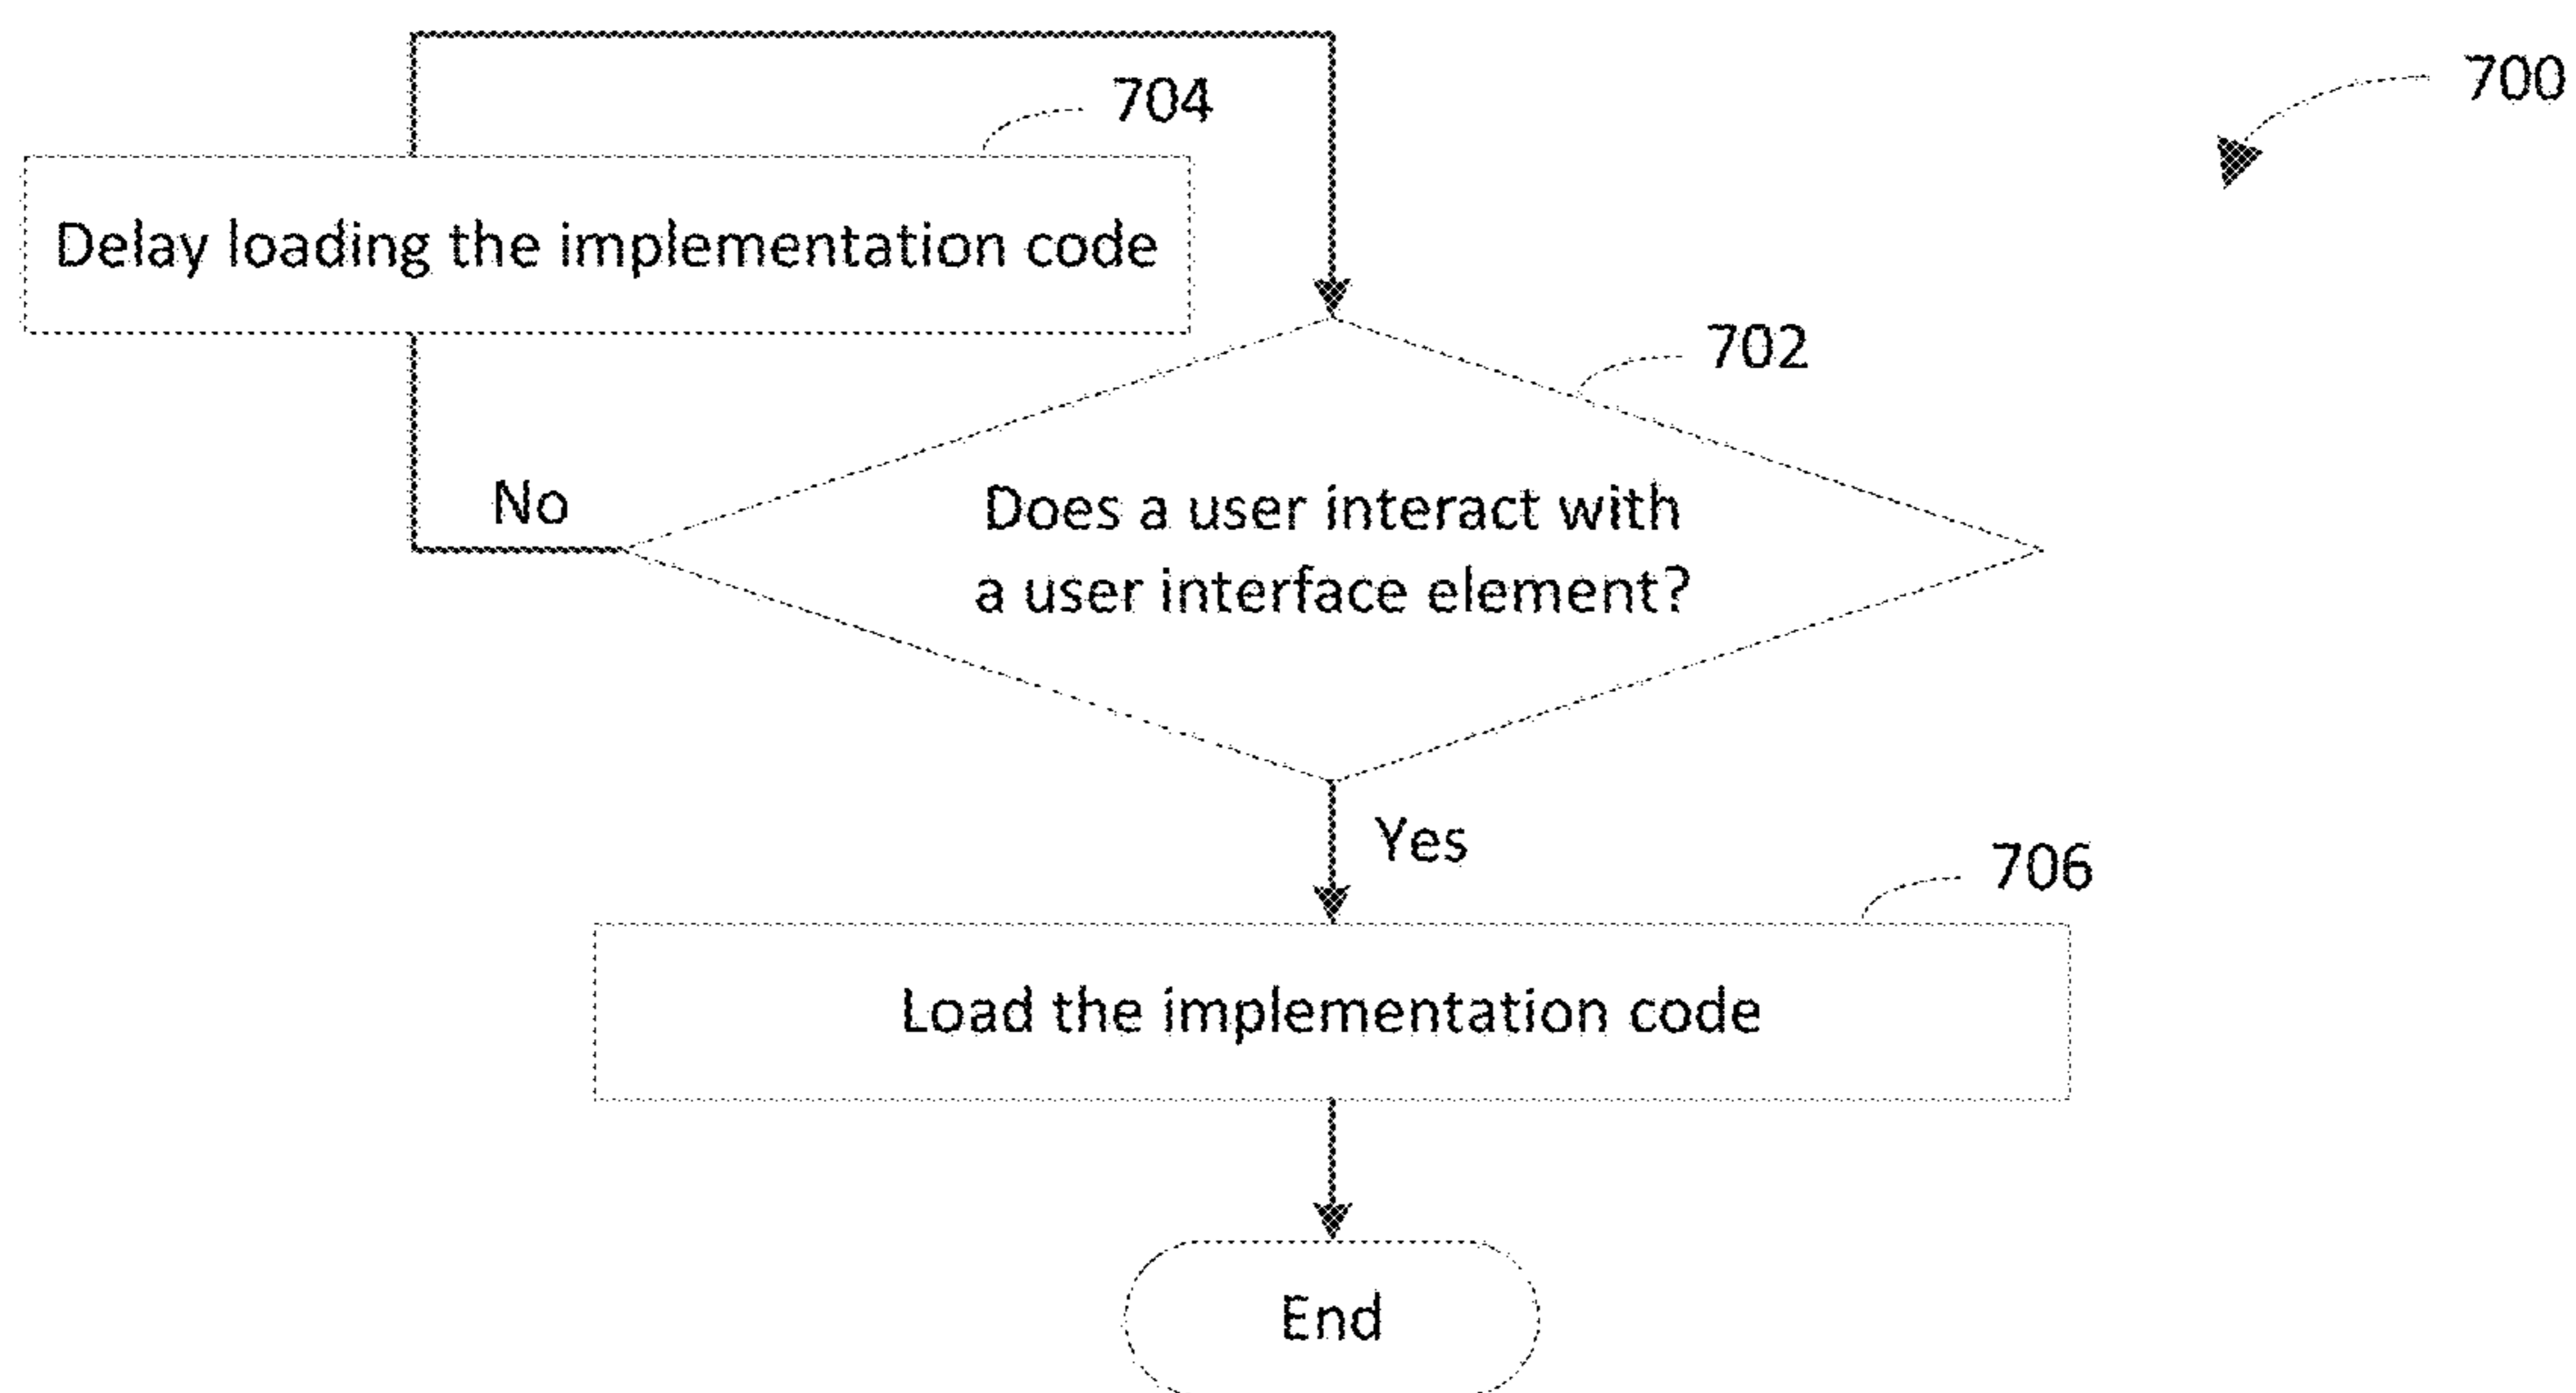 700
704
Delay loading the implementation code
702
No
Does a user interact with
a user interface element?
Yes
706
Load the implementation code
End